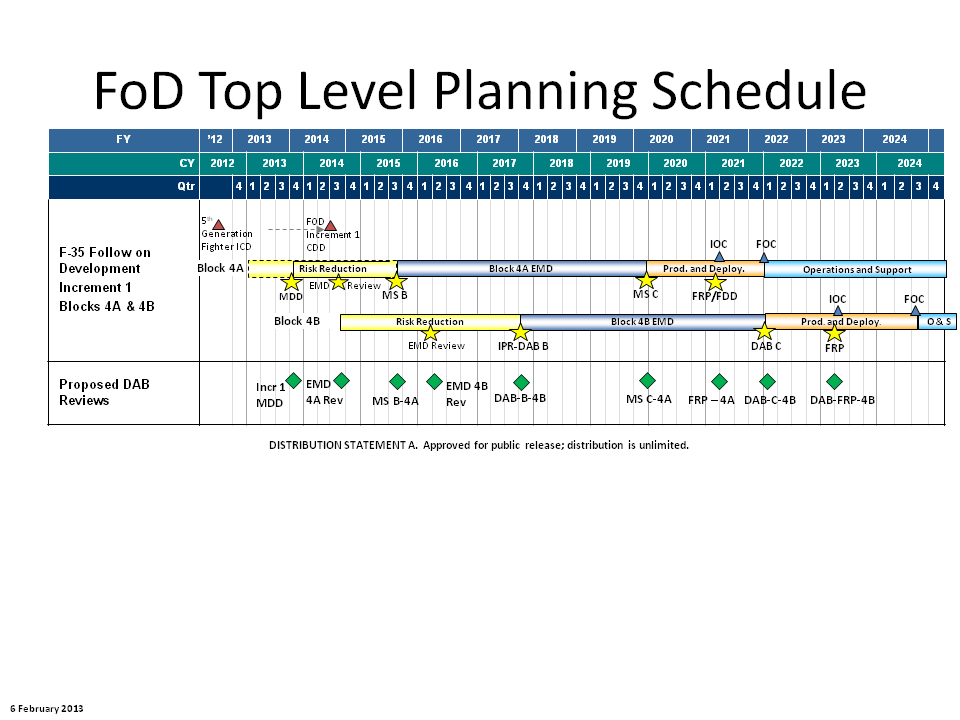 FoD Top Level Planning Schedule
FY '12 2013 2014 2015 2016 2017 2018 2019 2020 2021 2022 2023 2024
CY 2012 2013 2014 2015 2016 2017 2018 2019 2020 2021 2022 2023 2024
Qtr 4 1 2 3 4 1 2 3 4 1 2 3 4 1 2 3 4 1 2 3 4 1 2 3 4 1 2 3 4 1 2 3 4 1 2 3 4 1 2 3 4 1 2 3 4 1 2 3 4
F-35 Follow on
Development
Increment 1
Blocks 4A & 4B
5th
Generation
Fighter ICD
FOD
Increment 1
CDD
IOC FOC
Block 4A Risk Reduction Block 4A EMD Prod. and Deploy. Operations and Support
MDD EMD Review MS B MS C FRP/FDD
IOC FOC
Block 4B Risk Reduction Block 4B EMD Prod. and Deploy. O & S
EMD Review IPR-DAB B DAB C FRP
Proposed DAB
Reviews
Incr 1
MDD
EMD
4A Rev
MS B-4A
EMD 4B
Rev
DAB-B-4B
MS C-4A
FRP – 4A
DAB-C-4B
DAB-FRP-4B
DISTRIBUTION STATEMENT A. Approved for public release; distribution is unlimited.
6 February 2013